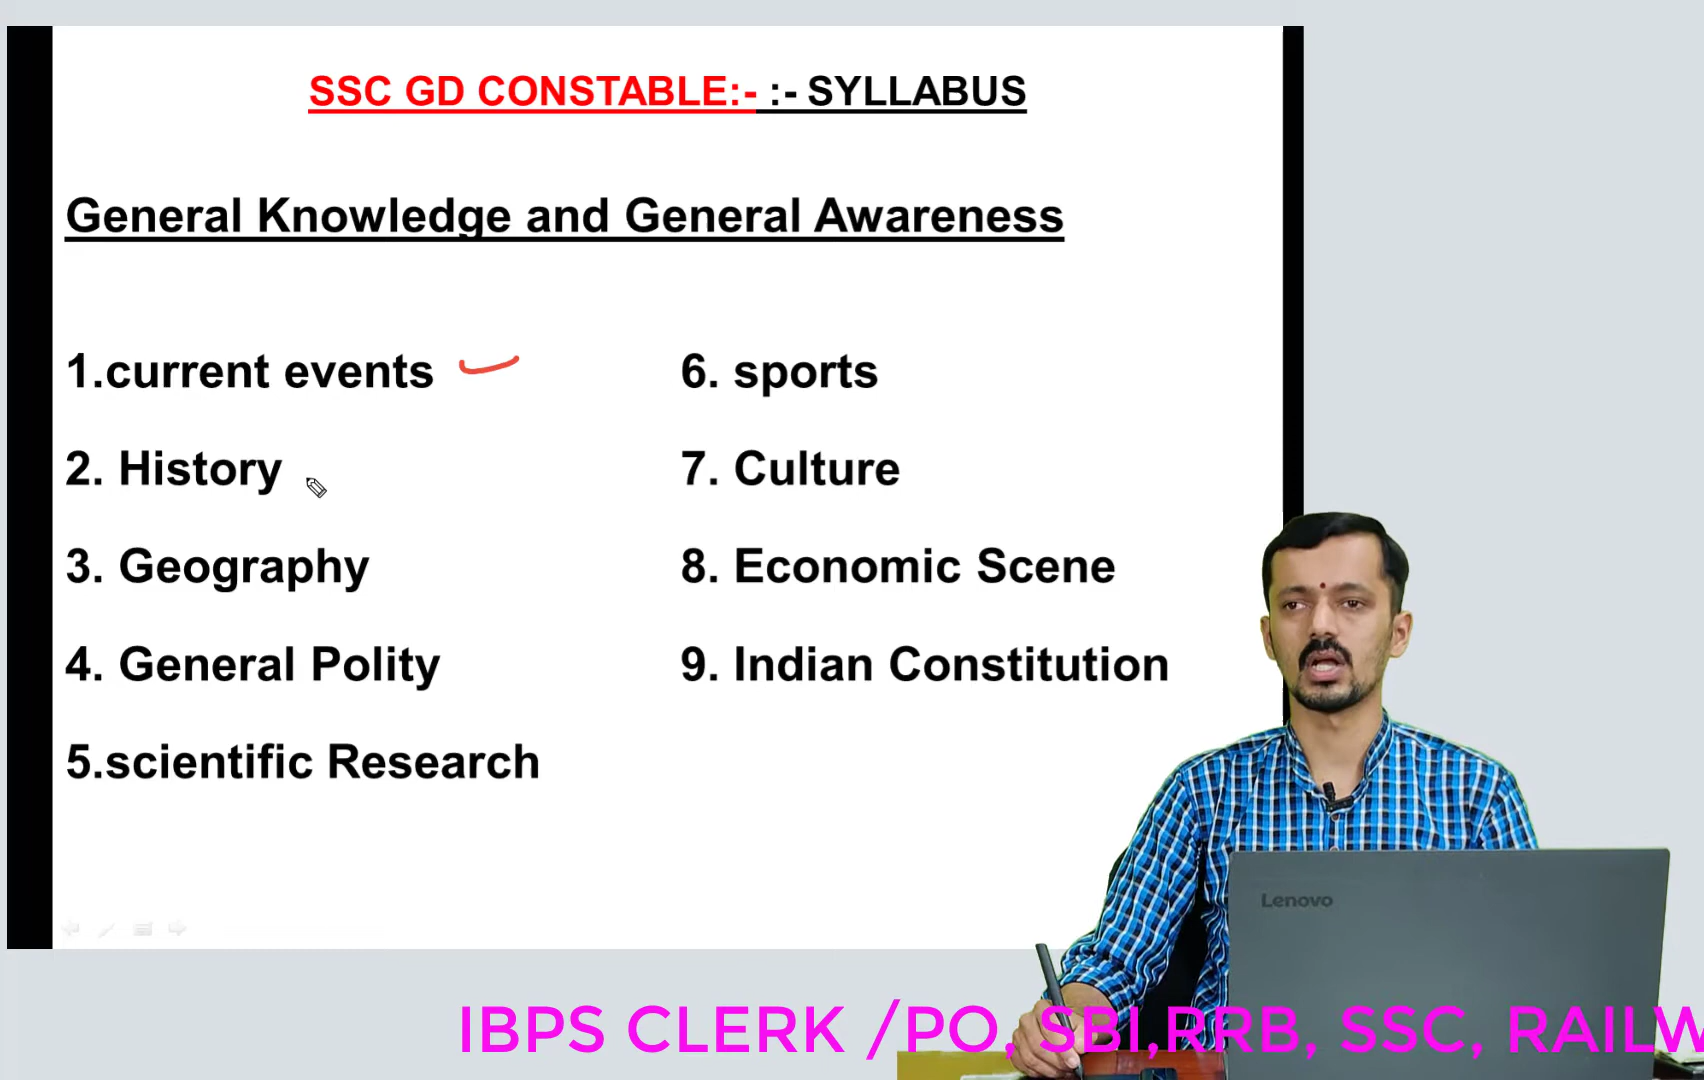 SSC GD CONSTABLE:- :- SYLLABUS
General Knowledge and General Awareness
1.current events
2. History
3. Geography
4. General Polity
5.scientific Research
6. sports
7. Culture
8. Economic Scene
9. Indian Constitution
Lenovo
IBPS CLERK /PO, SBI,RRB, SSC, RAILW